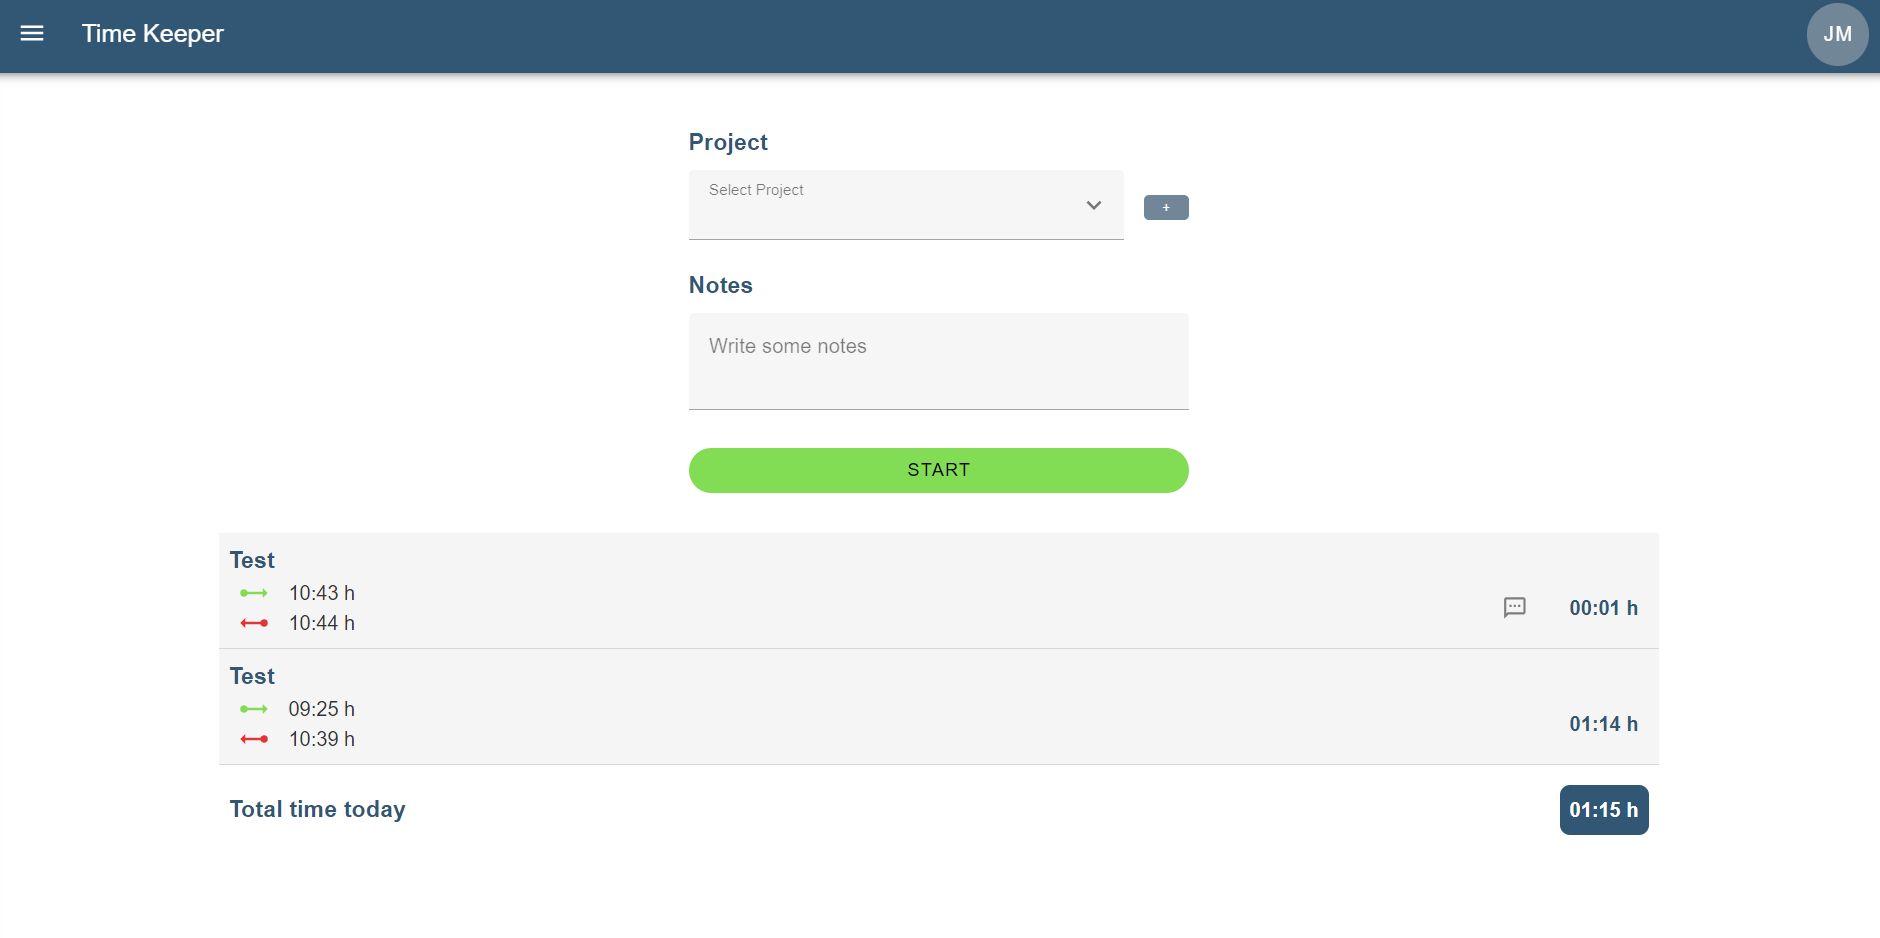 Time Keeper
JM
Project
Select Project
+
Notes
Write some notes
START
Test
10:43 h
10:44 h
00:01 h
Test
09:25 h
10:39 h
01:14 h
Total time today
01:15 h